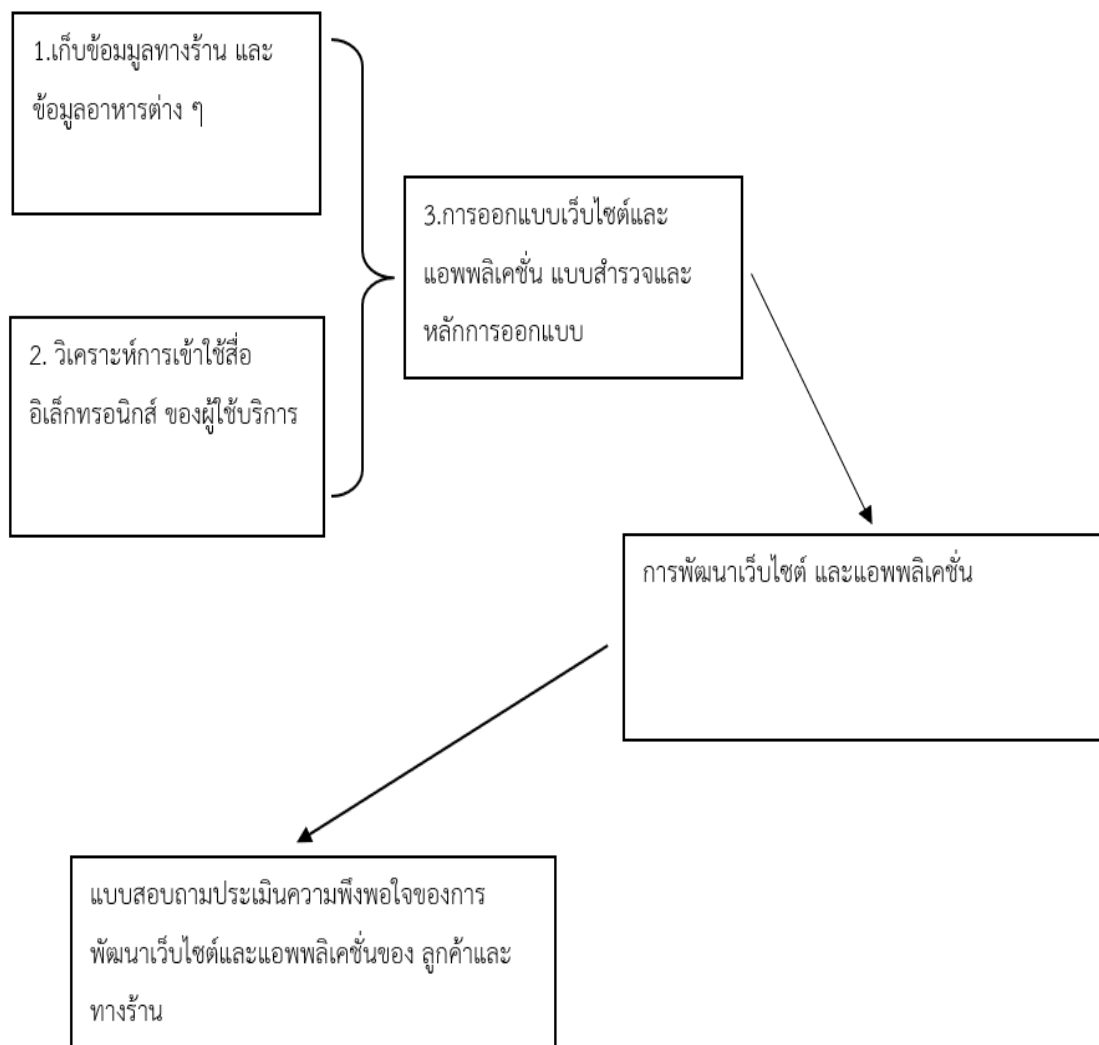 1.เก็บข้อมมูลทางร้าน และ
ข้อมูลอาหารต่าง ๆ
2. วิเคราะห์การเข้าใช้สื่อ
อิเล็กทรอนิกส์ ของผู้ใช้บริการ
3.การออกแบบเว็บไซต์และ
แอพพลิเคชั่น แบบสำรวจและ
หลักการออกแบบ
การพัฒนาเว็บไซต์ และแอพพลิเคชั่น
แบบสอบถามประเมินความพึงพอใจของการ
พัฒนาเว็บไซต์และแอพพลิเคชั่นของ ลูกค้าและ
ทางร้าน